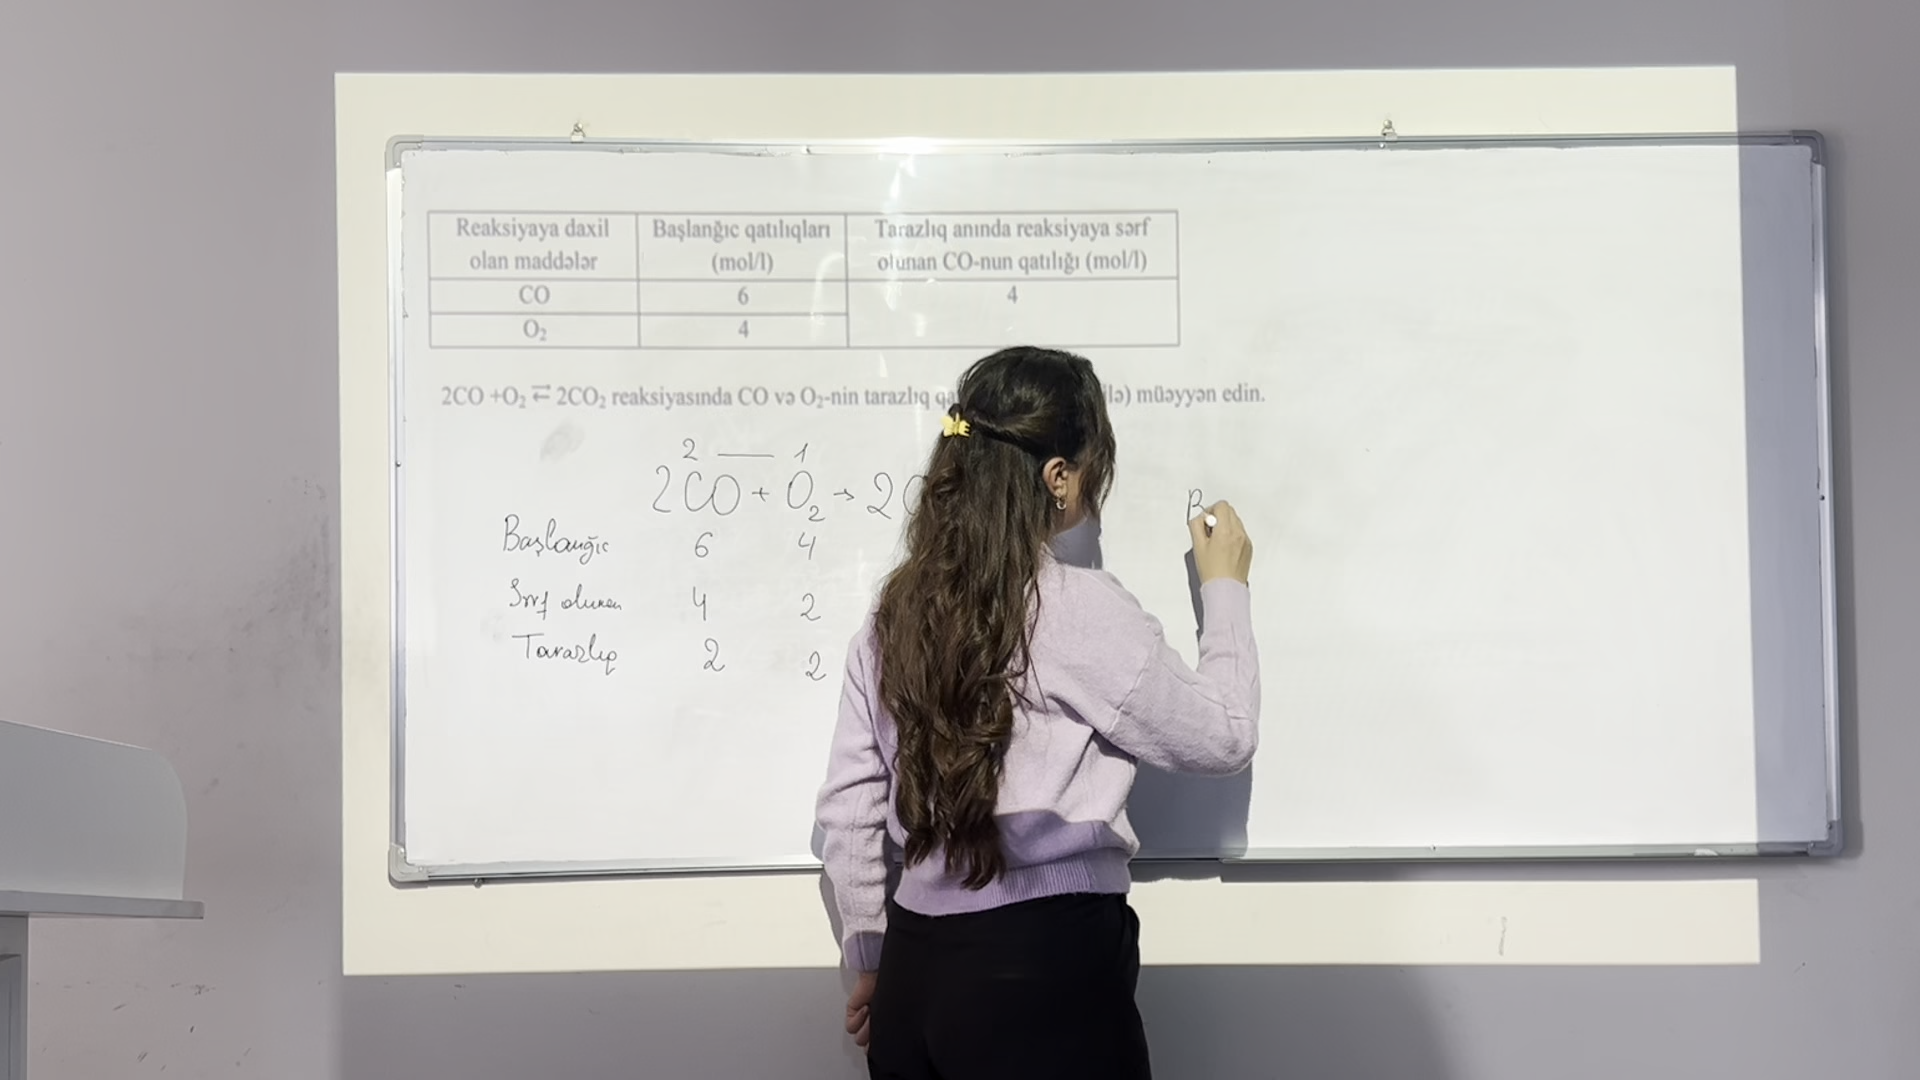 Reaksiyaya daxil olan maddələr
Başlanğıc qatılıqları (mol/l)
Tarazlıq anında reaksiyaya sərf olunan CO-nun qatılığı (mol/l)
CO 6 4
O₂ 4
2CO +O₂ ⇄ 2CO₂ reaksiyasında CO və O₂-nin tarazlıq müəyyən edin.
2 — 1
2CO + O₂ → 2C
Başlanğıc 6 4
Sərf olunan 4 2
Tarazlıq 2 2